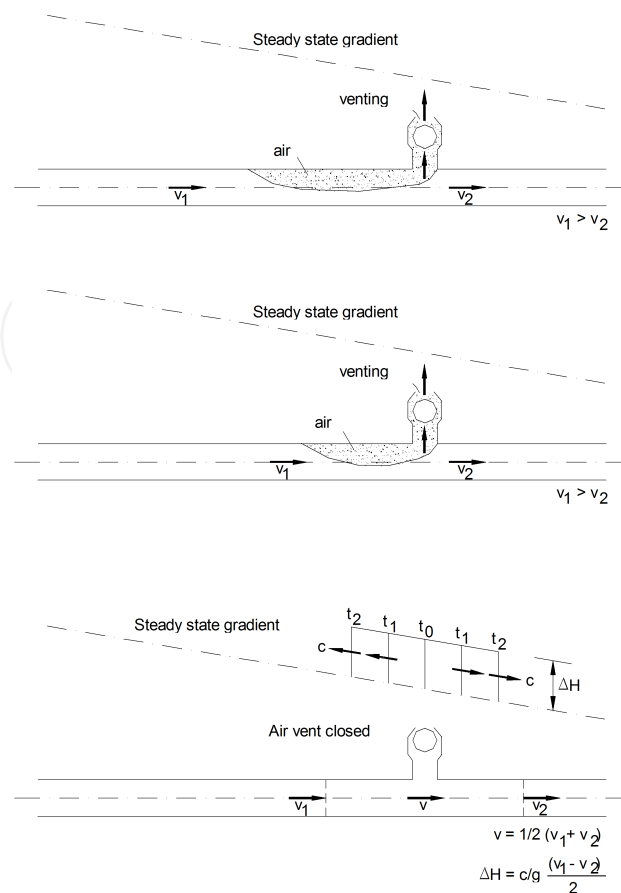 Steady state gradient
venting
air
v1
v2
v1 > v2
Steady state gradient
venting
air
v1
v2
v1 > v2
t2 t1 t0 t1 t2
Steady state gradient
c
c
ΔH
Air vent closed
v1
v
v2
v = 1/2 (v1 + v2)
ΔH = c/g (v1 - v2)/2